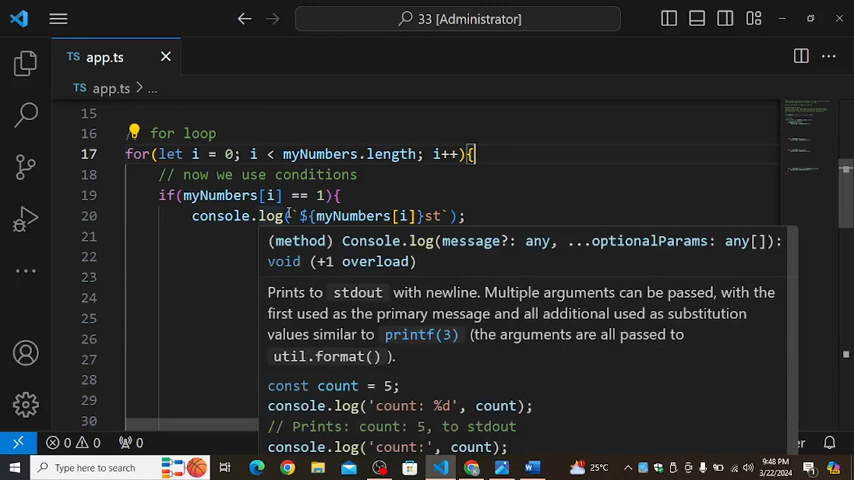 33 [Administrator]
TS app.ts
TS app.ts > ...
15
16 / for loop
17 for(let i = 0; i < myNumbers.length; i++){
18 // now we use conditions
19 if(myNumbers[i] == 1){
20 console.log(`${myNumbers[i]}st`);
21
22
23
24
25
26
27
28
29
30
(method) Console.log(message?: any, ...optionalParams: any[]):
void (+1 overload)
Prints to stdout with newline. Multiple arguments can be passed, with the
first used as the primary message and all additional used as substitution
values similar to printf(3) (the arguments are all passed to
util.format() ).
const count = 5;
console.log('count: %d', count);
// Prints: count: 5, to stdout
console.log('count:', count);
0 0 0
Type here to search
25°C
9:48 PM
3/22/2024